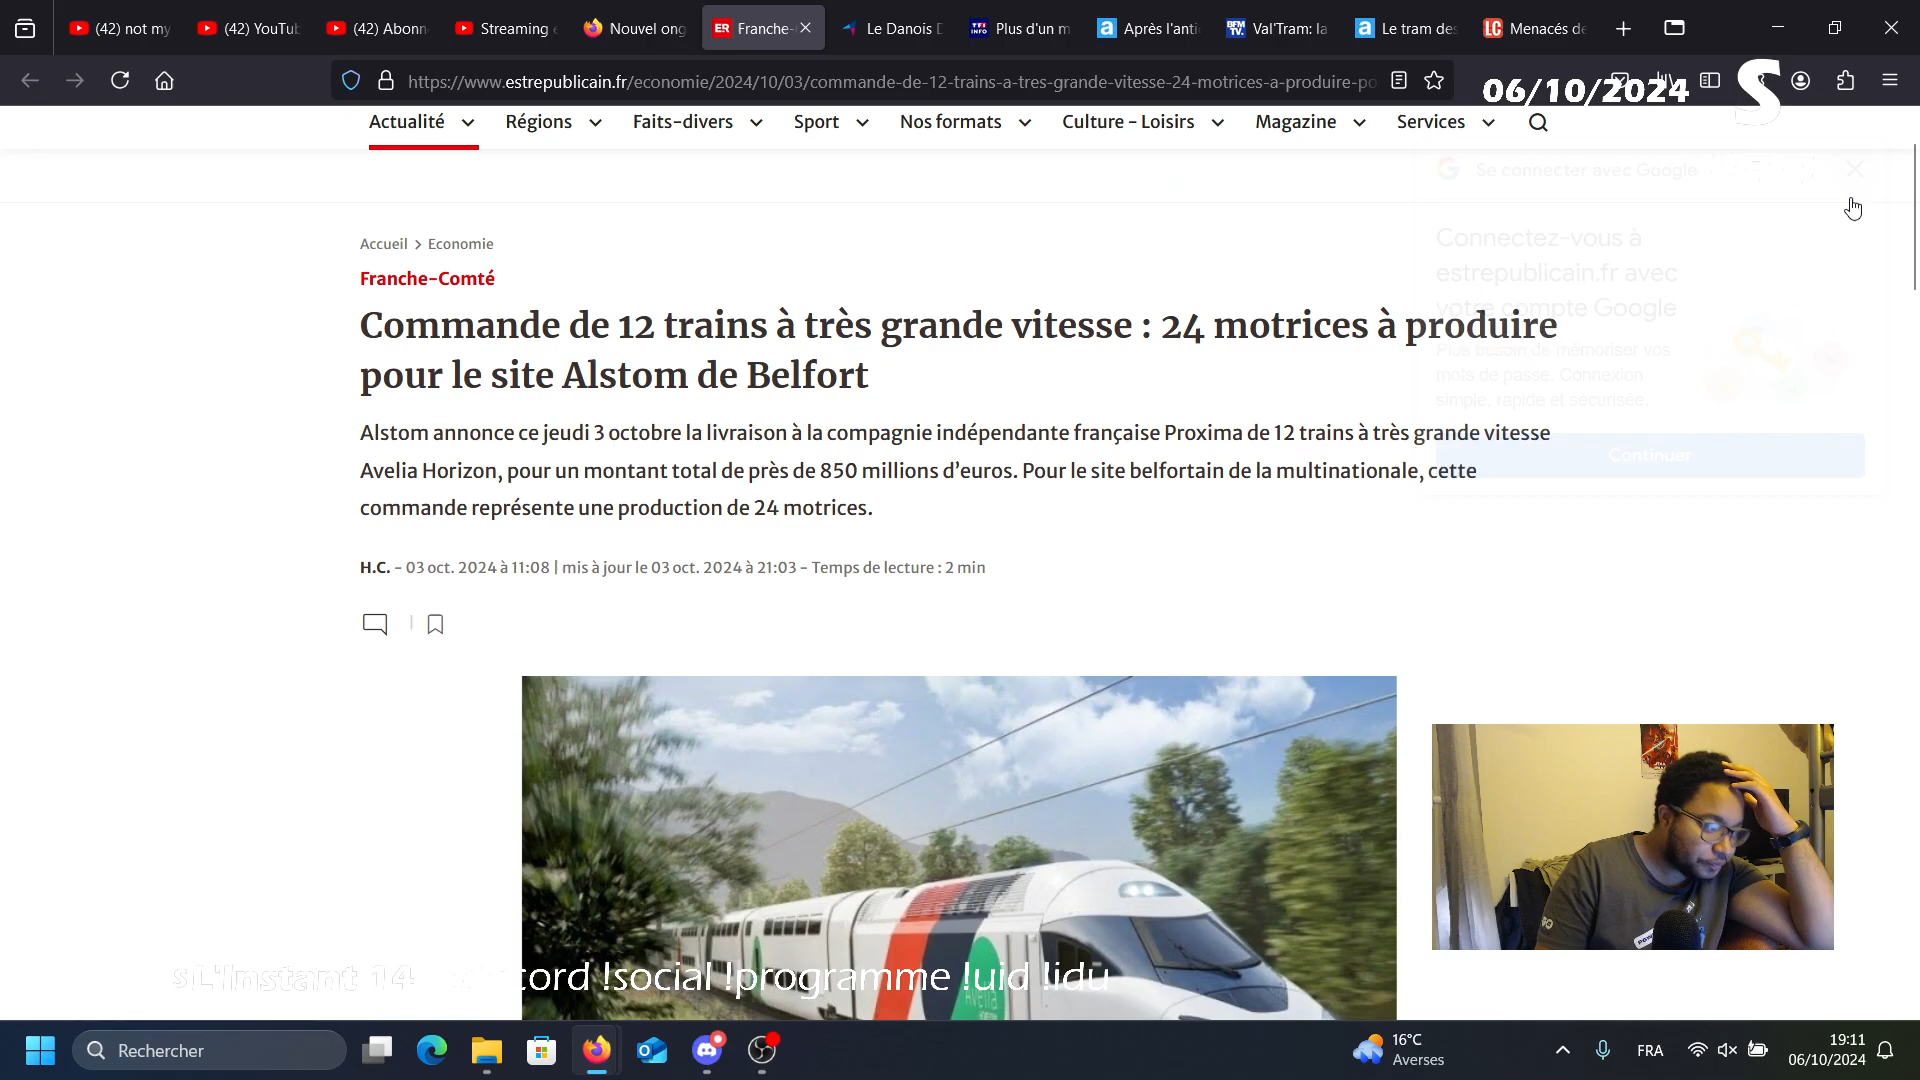 (42) not my
(42) YouTub
(42) Abonn
Streaming
Nouvel ong
ER
Franche-
Le Danois D
TF1 INFO
Plus d'un m
a
Après l'anti
BFM TV.
Val'Tram: la
a
Le tram des
LC
Menacés de
https://www.estrepublicain.fr/economie/2024/10/03/commande-de-12-trains-a-tres-grande-vitesse-24-motrices-a-produire-po
06/10/2024
S
Actualité
Régions
Faits-divers
Sport
Nos formats
Culture - Loisirs
Magazine
Services
Se connecter avec Google
Connectez-vous à
estrepublicain.fr avec
votre compte Google
Plus besoin de mémoriser vos
mots de passe. Connexion
simple, rapide et sécurisée.
Continuer
Accueil > Economie
Franche-Comté
Commande de 12 trains à très grande vitesse : 24 motrices à produire
pour le site Alstom de Belfort
Alstom annonce ce jeudi 3 octobre la livraison à la compagnie indépendante française Proxima de 12 trains à très grande vitesse
Avelia Horizon, pour un montant total de près de 850 millions d'euros. Pour le site belfortain de la multinationale, cette
commande représente une production de 24 motrices.
H.C. - 03 oct. 2024 à 11:08 | mis à jour le 03 oct. 2024 à 21:03 - Temps de lecture : 2 min
Avelia
s L'Instant 14 cord !social !programme !uid !idu
Rechercher
16°C
Averses
FRA
19:11
06/10/2024